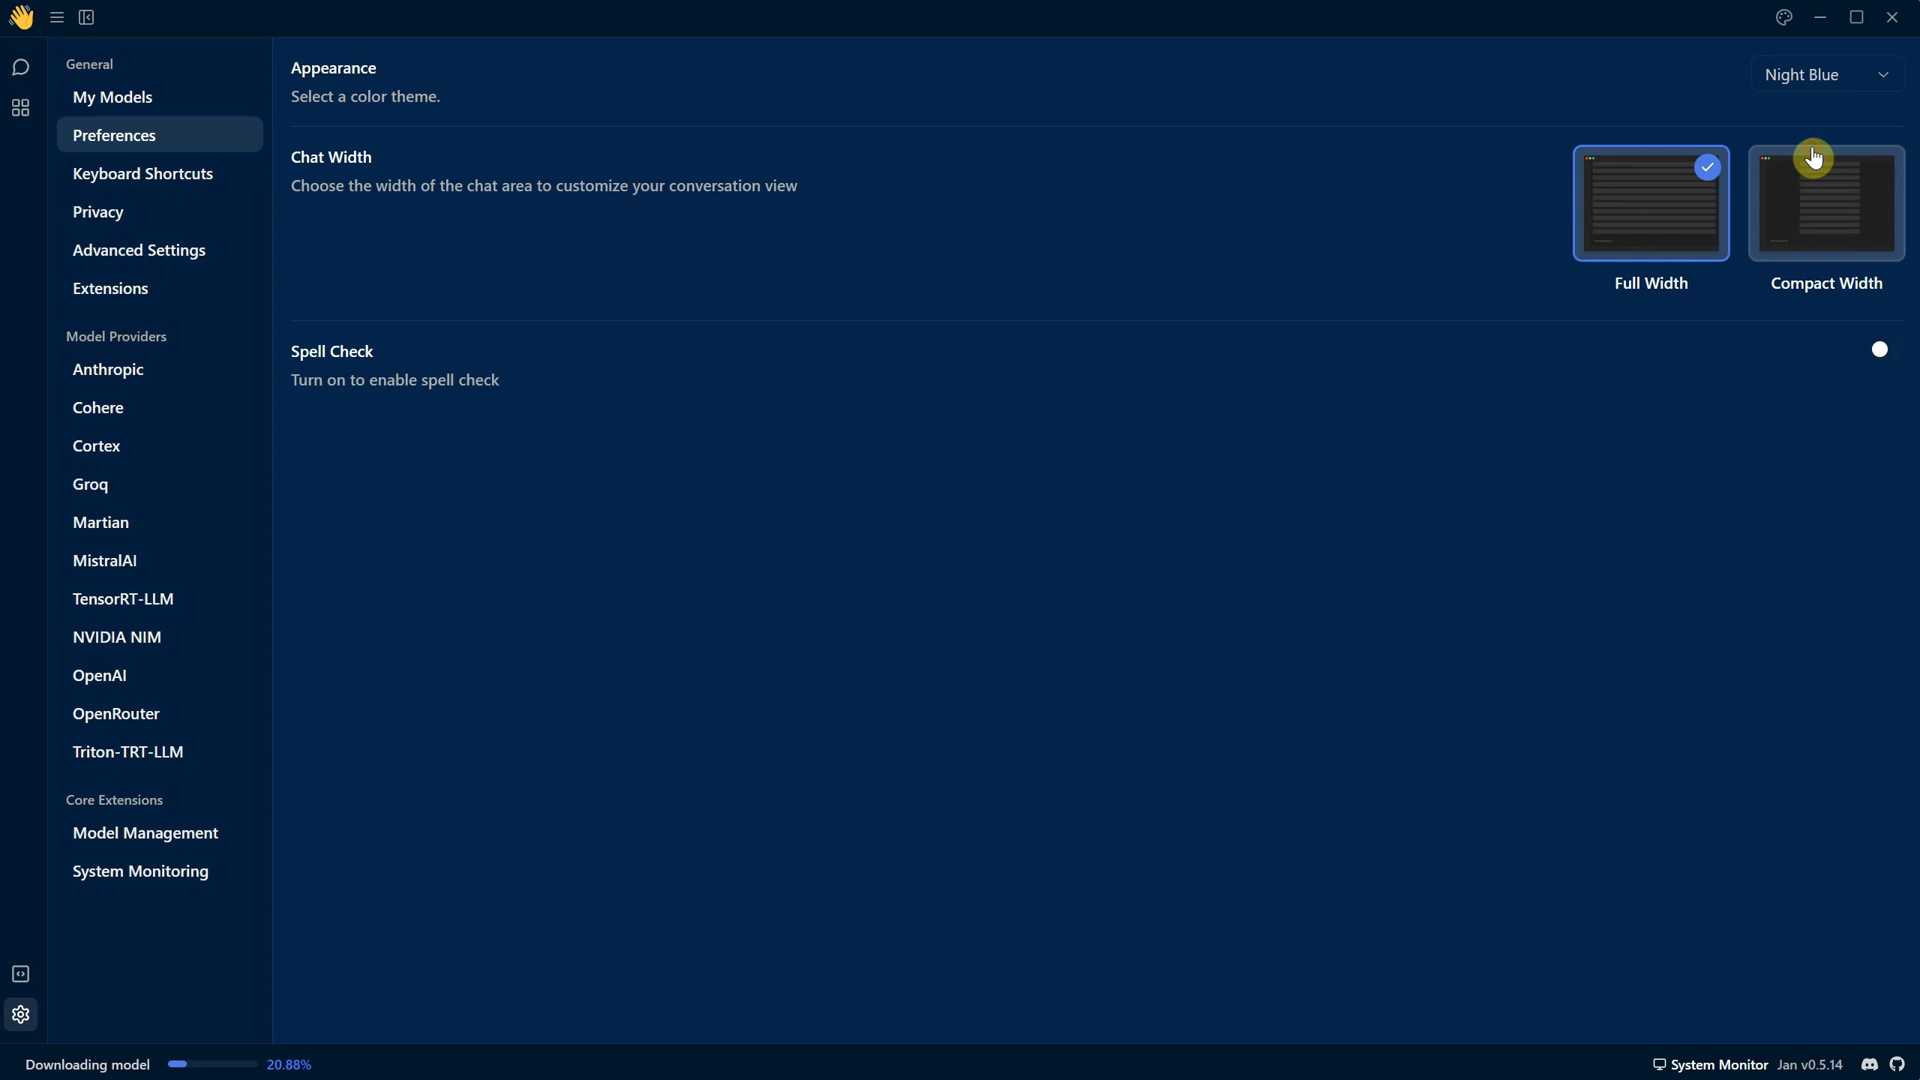 General
My Models
Preferences
Keyboard Shortcuts
Privacy
Advanced Settings
Extensions
Model Providers
Anthropic
Cohere
Cortex
Groq
Martian
MistralAI
TensorRT-LLM
NVIDIA NIM
OpenAI
OpenRouter
Triton-TRT-LLM
Core Extensions
Model Management
System Monitoring
Appearance
Select a color theme.
Night Blue
Chat Width
Choose the width of the chat area to customize your conversation view
Full Width
Compact Width
Spell Check
Turn on to enable spell check
Downloading model 20.88%
System Monitor Jan v0.5.14